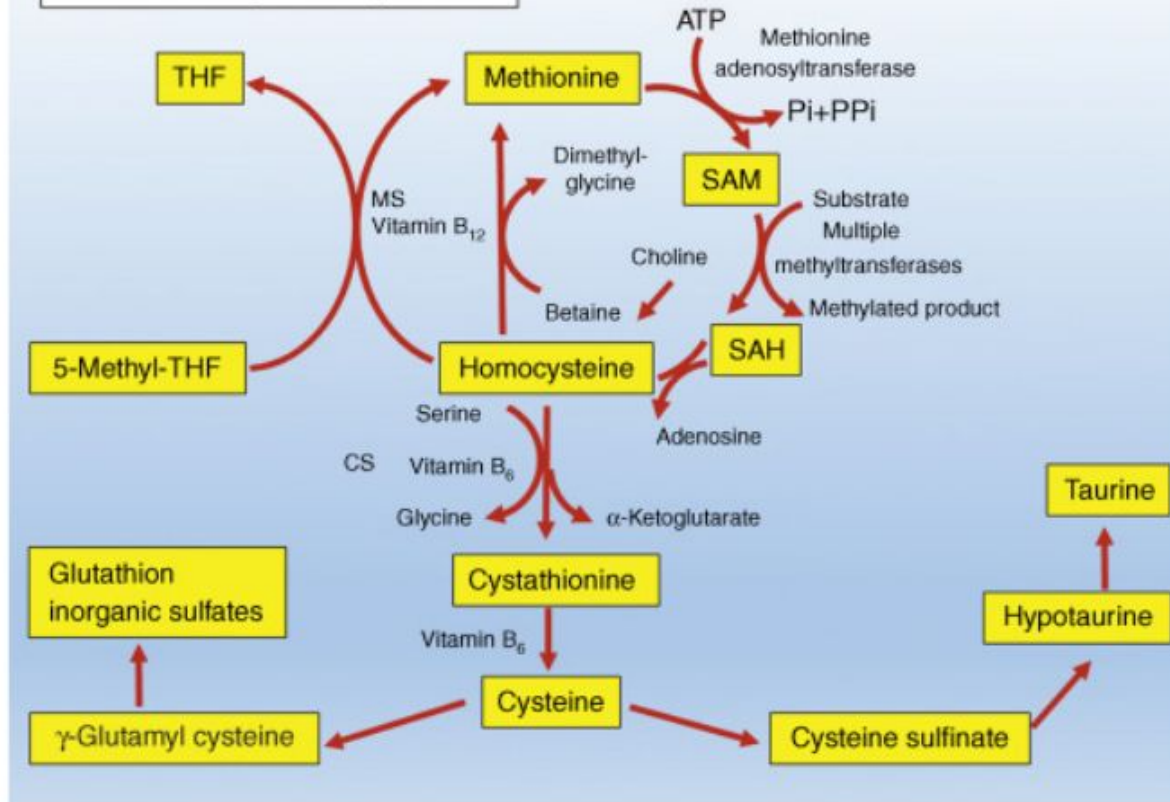 ATP
Methionine
adenosyltransferase
THF
Methionine
Pi+PPi
Dimethyl-
glycine
SAM
MS
Vitamin B12
Substrate
Multiple
methyltransferases
Choline
Betaine
Methylated product
5-Methyl-THF
Homocysteine
SAH
Serine
Adenosine
CS
Vitamin B6
Glycine
α-Ketoglutarate
Taurine
Glutathion
inorganic sulfates
Cystathionine
Hypotaurine
Vitamin B6
Cysteine
γ-Glutamyl cysteine
Cysteine sulfinate